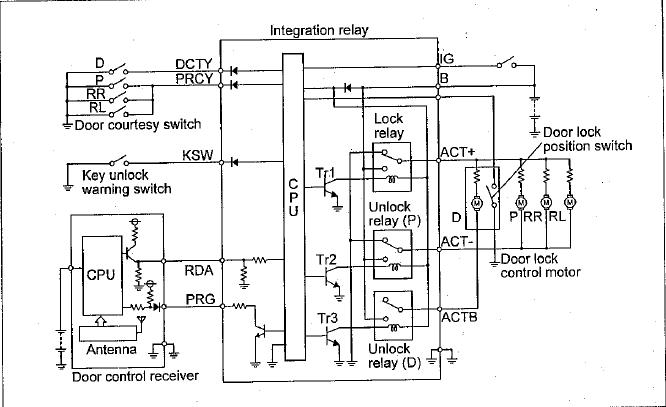 Integration relay
D
DCTY
IG
P
PRCY
B
RR
RL
Door courtesy switch
Lock
relay
ACT+
Door lock
position switch
KSW
Key unlock
warning switch
Tr1
CPU
M
M
M
M
Unlock
relay (P)
D
P
RR
RL
ACT-
Door lock
control motor
CPU
RDA
Tr2
PRG
Tr3
ACTB
Antenna
Unlock
relay (D)
Door control receiver